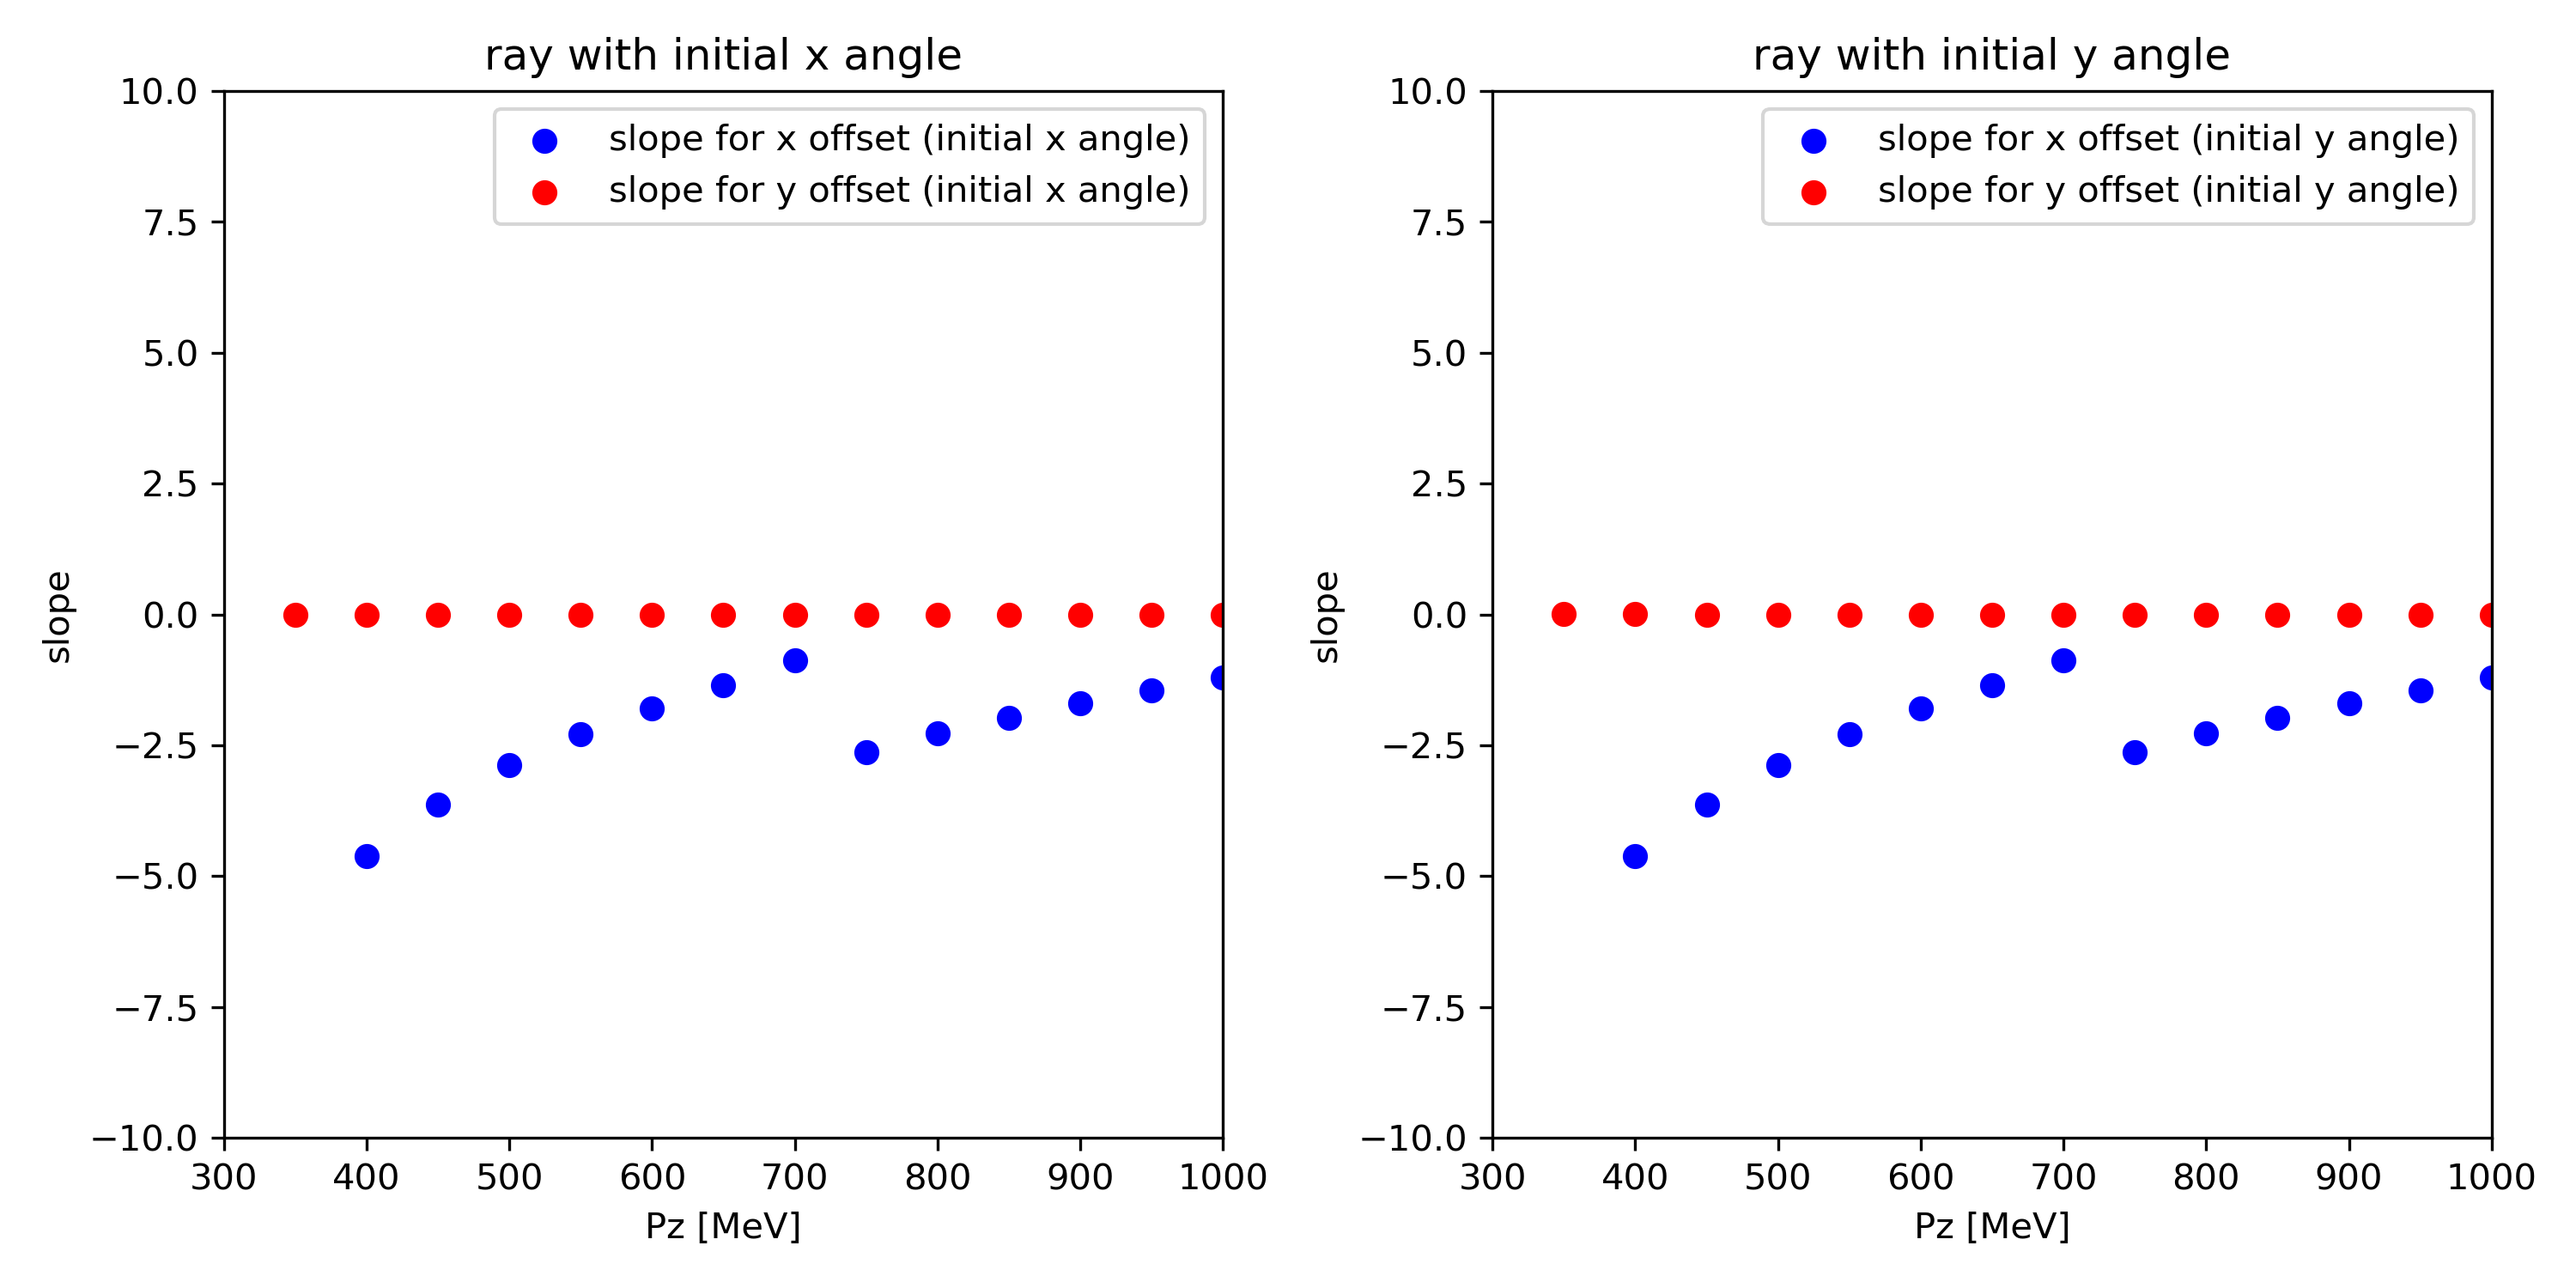 ray with initial x angle
10.0
7.5
5.0
2.5
0.0
−2.5
−5.0
−7.5
−10.0
slope
slope for x offset (initial x angle)
slope for y offset (initial x angle)
300 400 500 600 700 800 900 1000
Pz [MeV]
ray with initial y angle
10.0
7.5
5.0
2.5
0.0
−2.5
−5.0
−7.5
−10.0
slope
slope for x offset (initial y angle)
slope for y offset (initial y angle)
300 400 500 600 700 800 900 1000
Pz [MeV]